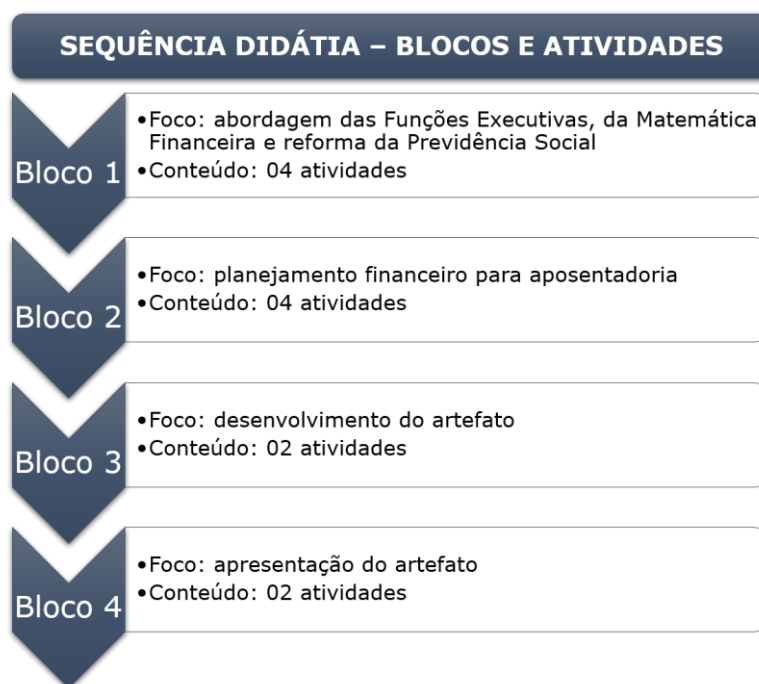 SEQUÊNCIA DIDÁTIA – BLOCOS E ATIVIDADES
Bloco 1
•Foco: abordagem das Funções Executivas, da Matemática
Financeira e reforma da Previdência Social
•Conteúdo: 04 atividades
Bloco 2
•Foco: planejamento financeiro para aposentadoria
•Conteúdo: 04 atividades
Bloco 3
•Foco: desenvolvimento do artefato
•Conteúdo: 02 atividades
Bloco 4
•Foco: apresentação do artefato
•Conteúdo: 02 atividades